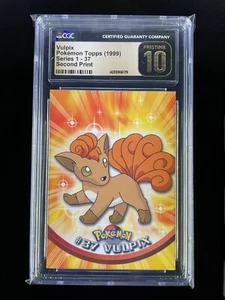 CGC
CERTIFIED GUARANTY COMPANY
Vulpix
Pokémon Topps (1999)
Series 1 - 37
Second Print
PRISTINE
10
POKéMON
#37 VULPIX